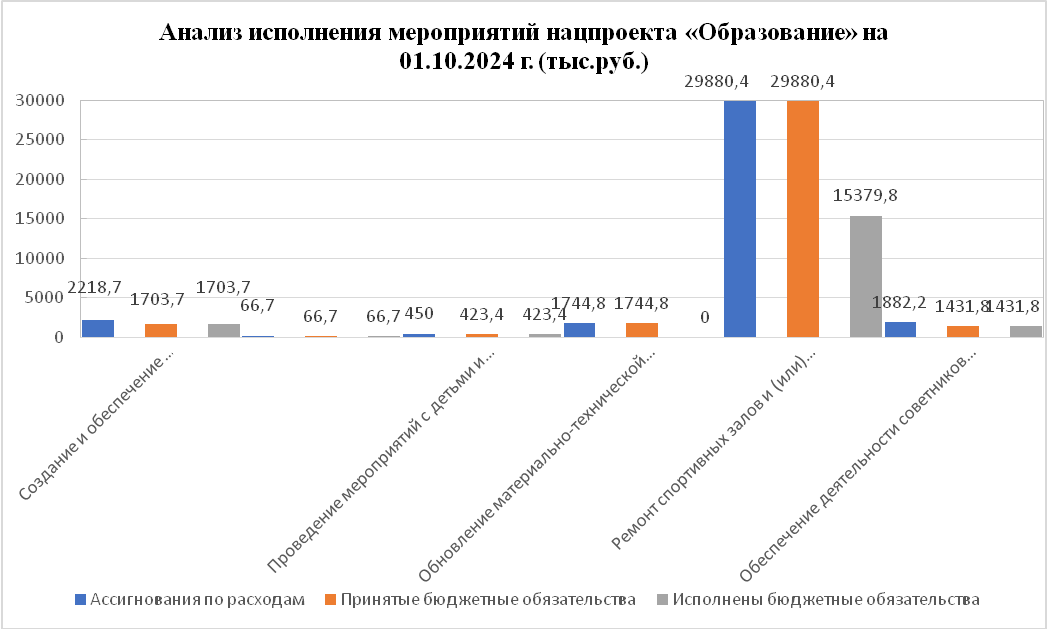 Анализ исполнения мероприятий нацпроекта «Образование» на
01.10.2024 г. (тыс.руб.)
29880,4 29880,4
30000
25000
20000
15000
10000
5000
0
2218,7 1703,7 1703,7
66,7 66,7 66,7
450 423,4 423,4
1744,8 1744,8 0
15379,8
1882,2 1431,8 1431,8
Создание и обеспечение...
Проведение мероприятий с детьми и...
Обновление материально-технической...
Ремонт спортивных залов и (или)...
Обеспечение деятельности советников...
Ассигнования по расходам Принятые бюджетные обязательства Исполнены бюджетные обязательства